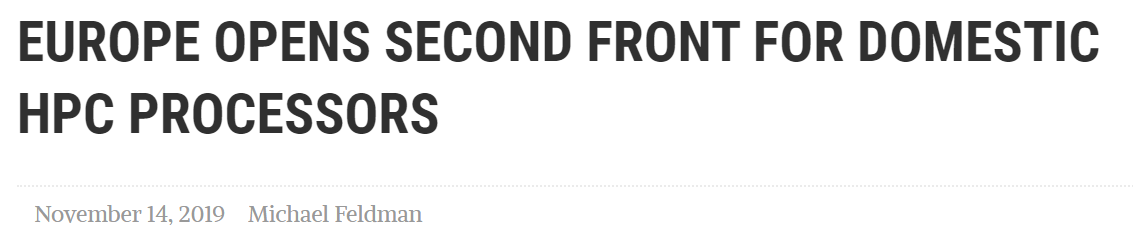 EUROPE OPENS SECOND FRONT FOR DOMESTIC
HPC PROCESSORS
November 14, 2019 Michael Feldman